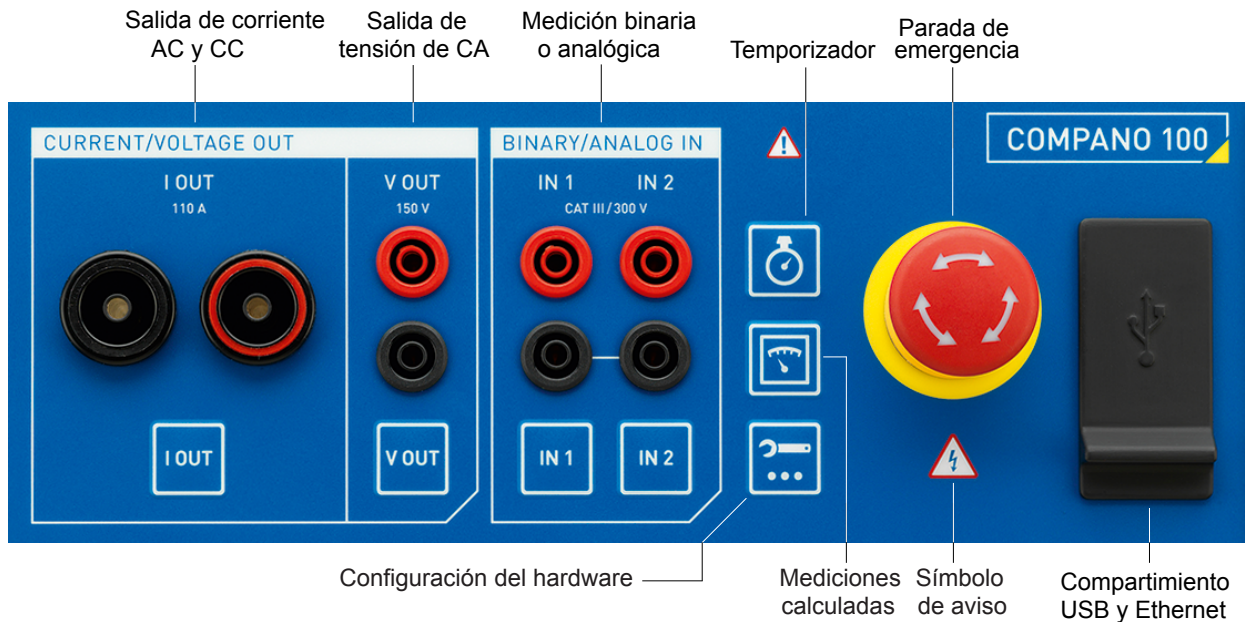 Salida de corriente
AC y CC
Salida de
tensión de CA
Medición binaria
o analógica
Temporizador
Parada de
emergencia
CURRENT/VOLTAGE OUT
BINARY/ANALOG IN
COMPANO 100
I OUT
110 A
V OUT
150 V
IN 1
IN 2
CAT III/300 V
I OUT
V OUT
IN 1
IN 2
Configuración del hardware
Mediciones
calculadas
Símbolo
de aviso
Compartimiento
USB y Ethernet